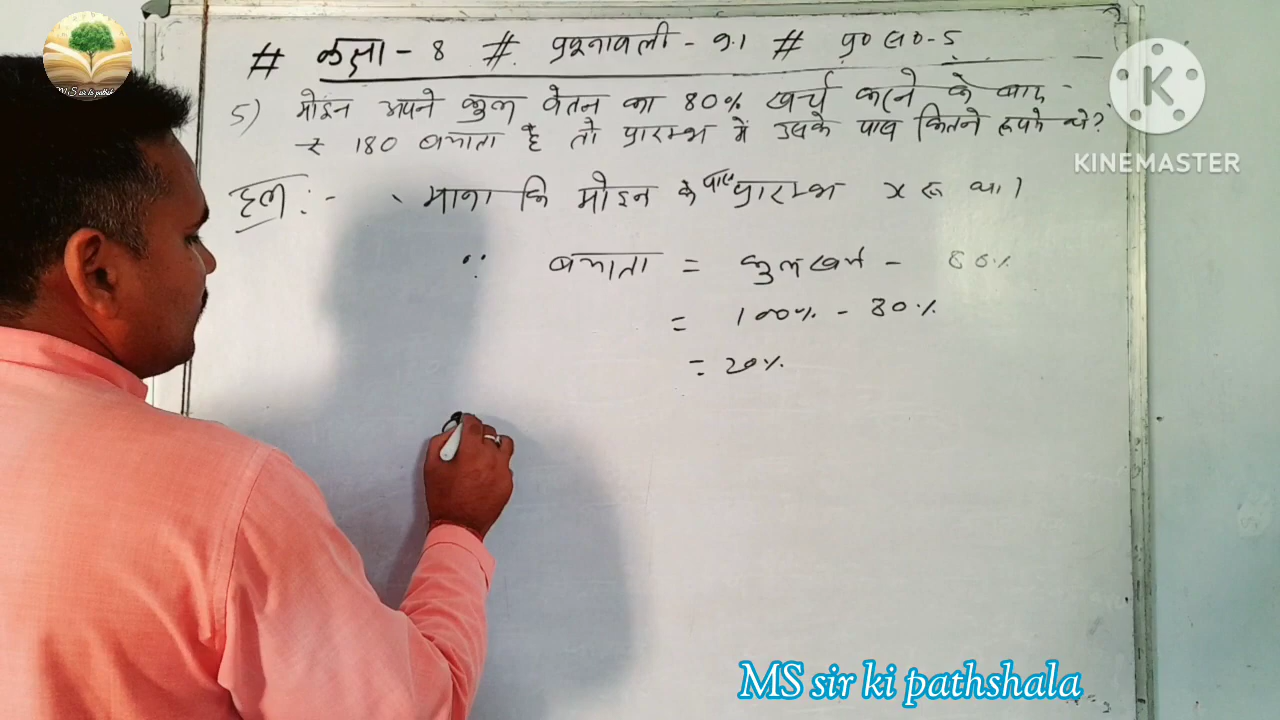 # कक्षा - 8 # प्रश्नावली - 9.1 # प्र० सं० - 5
5) मोहन अपने कुल वेतन का 80% खर्च करने के बाद -
₹ 180 बचाता है तो प्रारम्भ में उसके पास कितने रूपये थे?
हल :- माना कि मोहन के पास प्रारम्भ x रू था।
∵ बचाता = कुल खर्च - 80%
= 100% - 80%
= 20%
KINEMASTER
MS sir ki pathshala